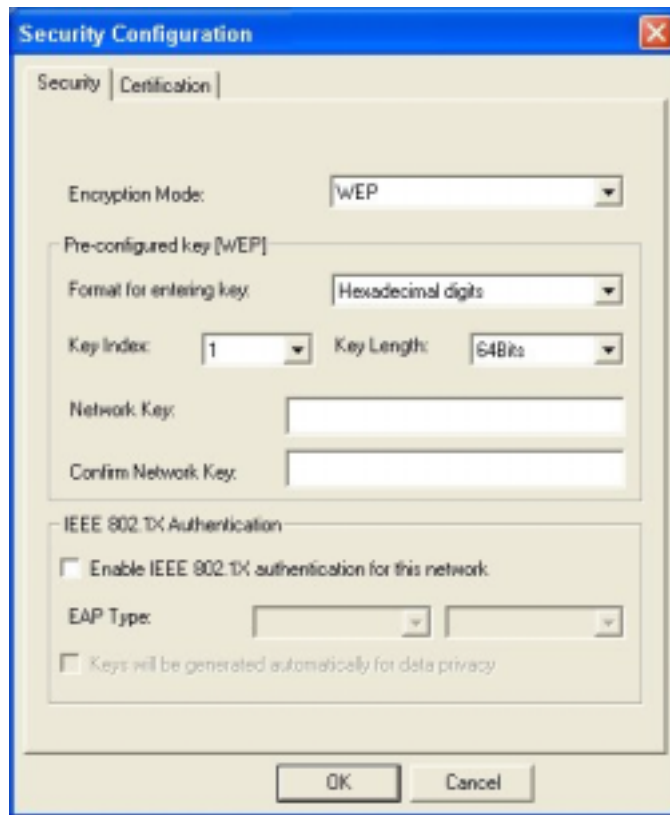 Security Configuration
Security Certification
Encryption Mode: WEP
Pre-configured key [WEP]
Format for entering key: Hexadecimal digits
Key Index: 1 Key Length: 64Bits
Network Key:
Confirm Network Key:
IEEE 802.1X Authentication
Enable IEEE 802.1X authentication for this network
EAP Type:
Keys will be generated automatically for data privacy
OK Cancel